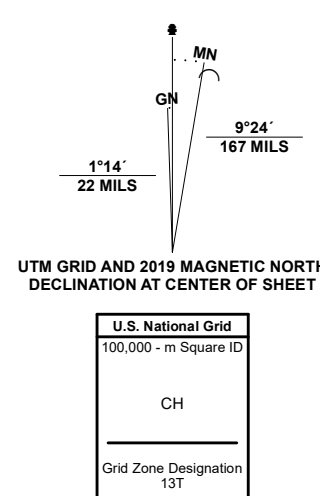 MN
GN
9°24´
167 MILS
1°14´
22 MILS
UTM GRID AND 2019 MAGNETIC NORTH
DECLINATION AT CENTER OF SHEET
U.S. National Grid
100,000 - m Square ID
CH
Grid Zone Designation
13T